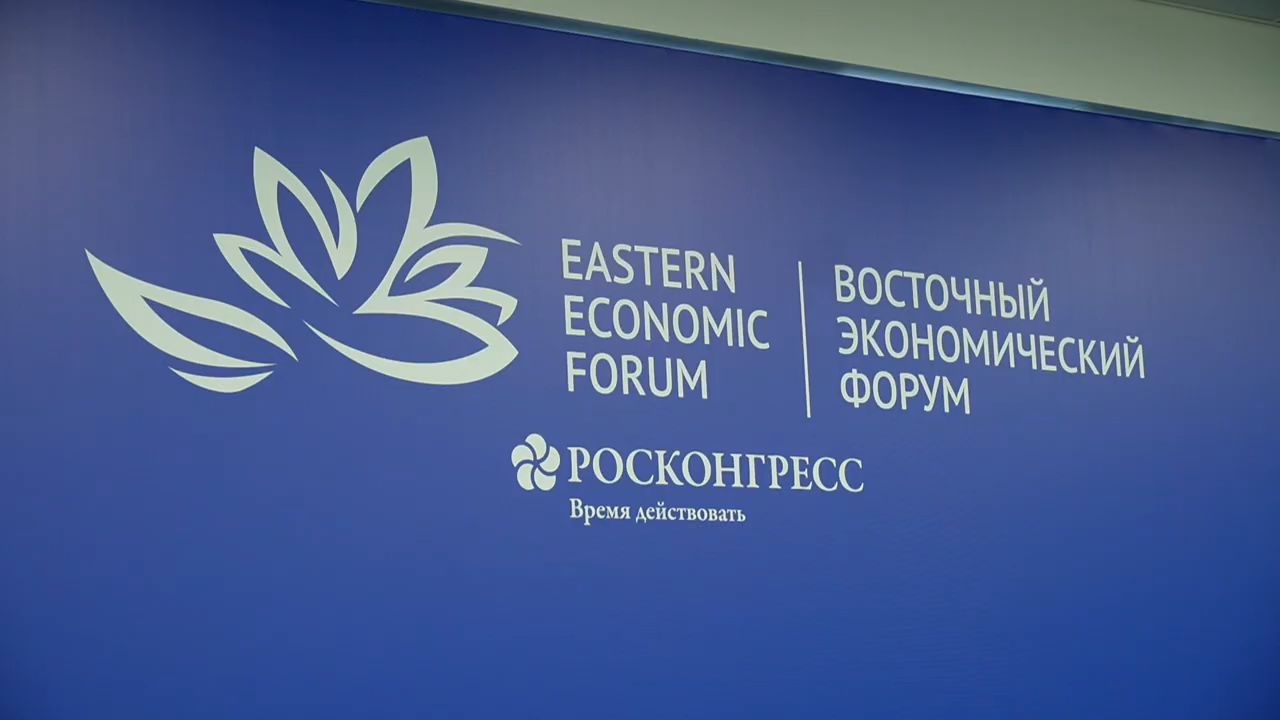 EASTERN
ECONOMIC
FORUM
ВОСТОЧНЫЙ
ЭКОНОМИЧЕСКИЙ
ФОРУМ
РОСКОНГРЕСС
Время действовать